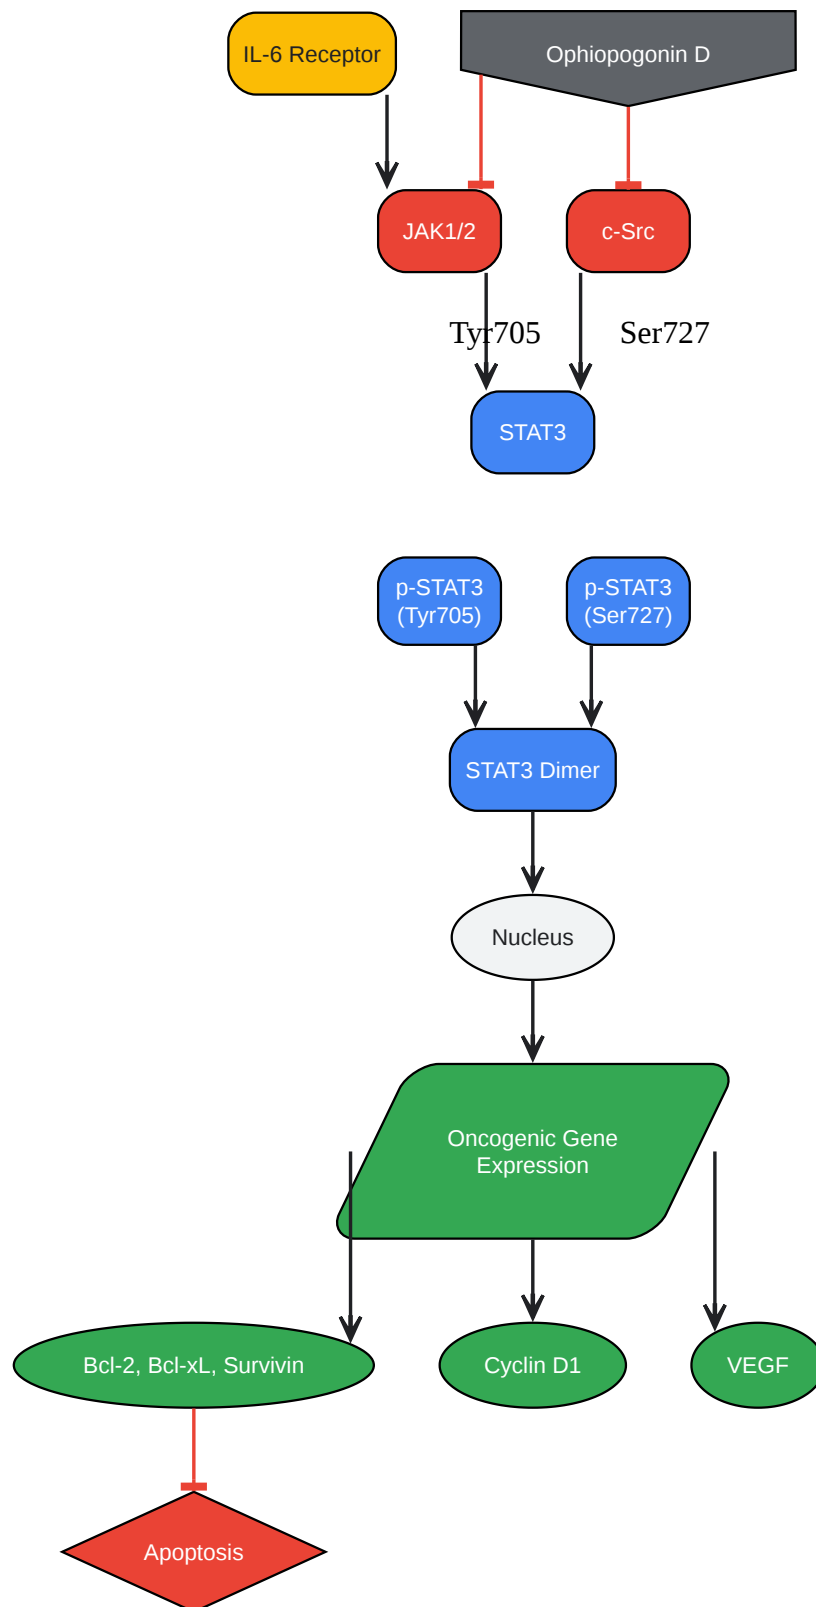 IL-6 Receptor
Ophiopogonin D
JAK1/2
c-Src
Tyr705
Ser727
STAT3
p-STAT3
(Tyr705)
p-STAT3
(Ser727)
STAT3 Dimer
Nucleus
Oncogenic Gene
Expression
Bcl-2, Bcl-xL, Survivin
Cyclin D1
VEGF
Apoptosis